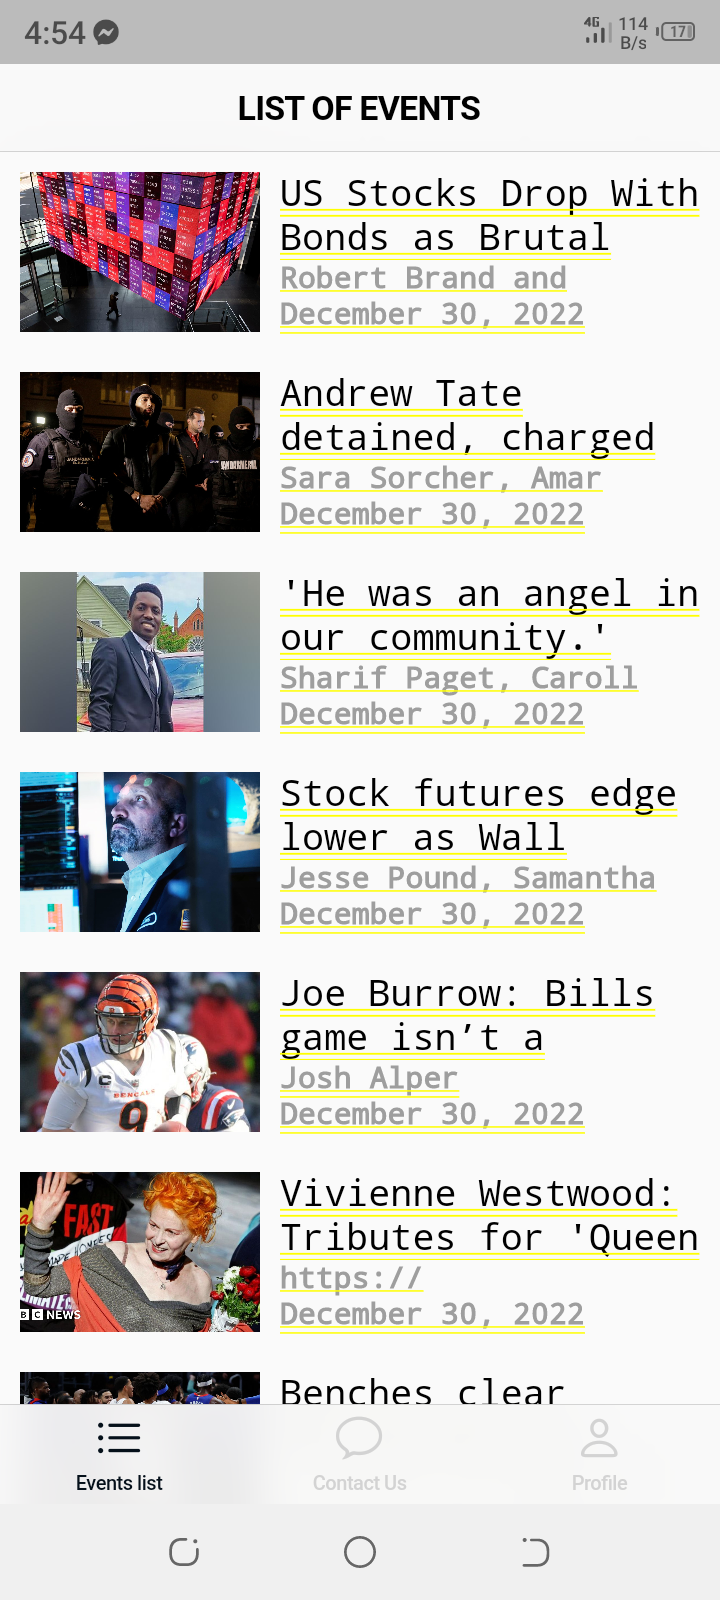 4:54
4G
114
B/s
17
LIST OF EVENTS
US Stocks Drop With
Bonds as Brutal
Robert Brand and
December 30, 2022
Andrew Tate
detained, charged
Sara Sorcher, Amar
December 30, 2022
'He was an angel in
our community.'
Sharif Paget, Caroll
December 30, 2022
Stock futures edge
lower as Wall
Jesse Pound, Samantha
December 30, 2022
BENGALS
9
Joe Burrow: Bills
game isn’t a
Josh Alper
December 30, 2022
FAST
BBC NEWS
Vivienne Westwood:
Tributes for 'Queen
https://
December 30, 2022
Benches clear
Events list
Contact Us
Profile